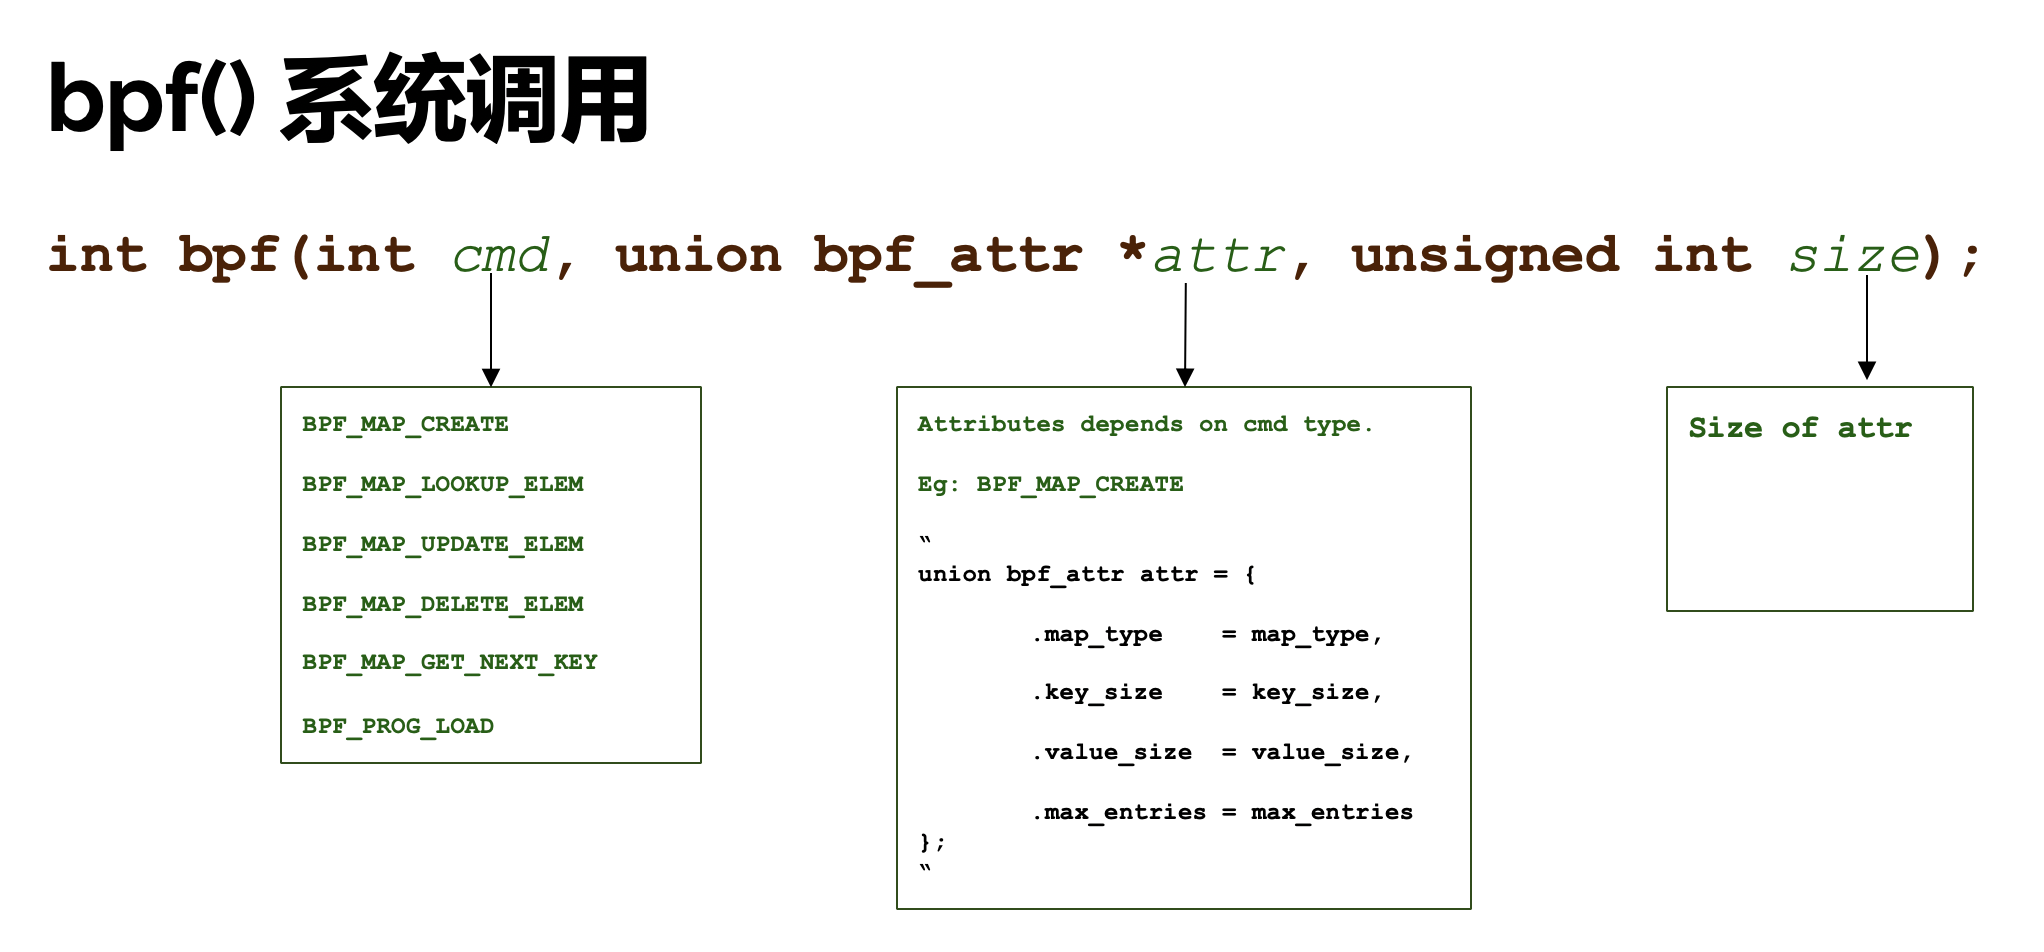 bpf() 系统调用
int bpf(int cmd, union bpf_attr *attr, unsigned int size);
BPF_MAP_CREATE
BPF_MAP_LOOKUP_ELEM
BPF_MAP_UPDATE_ELEM
BPF_MAP_DELETE_ELEM
BPF_MAP_GET_NEXT_KEY
BPF_PROG_LOAD
Attributes depends on cmd type.
Eg: BPF_MAP_CREATE
‟
union bpf_attr attr = {
.map_type = map_type,
.key_size = key_size,
.value_size = value_size,
.max_entries = max_entries
};
‟
Size of attr